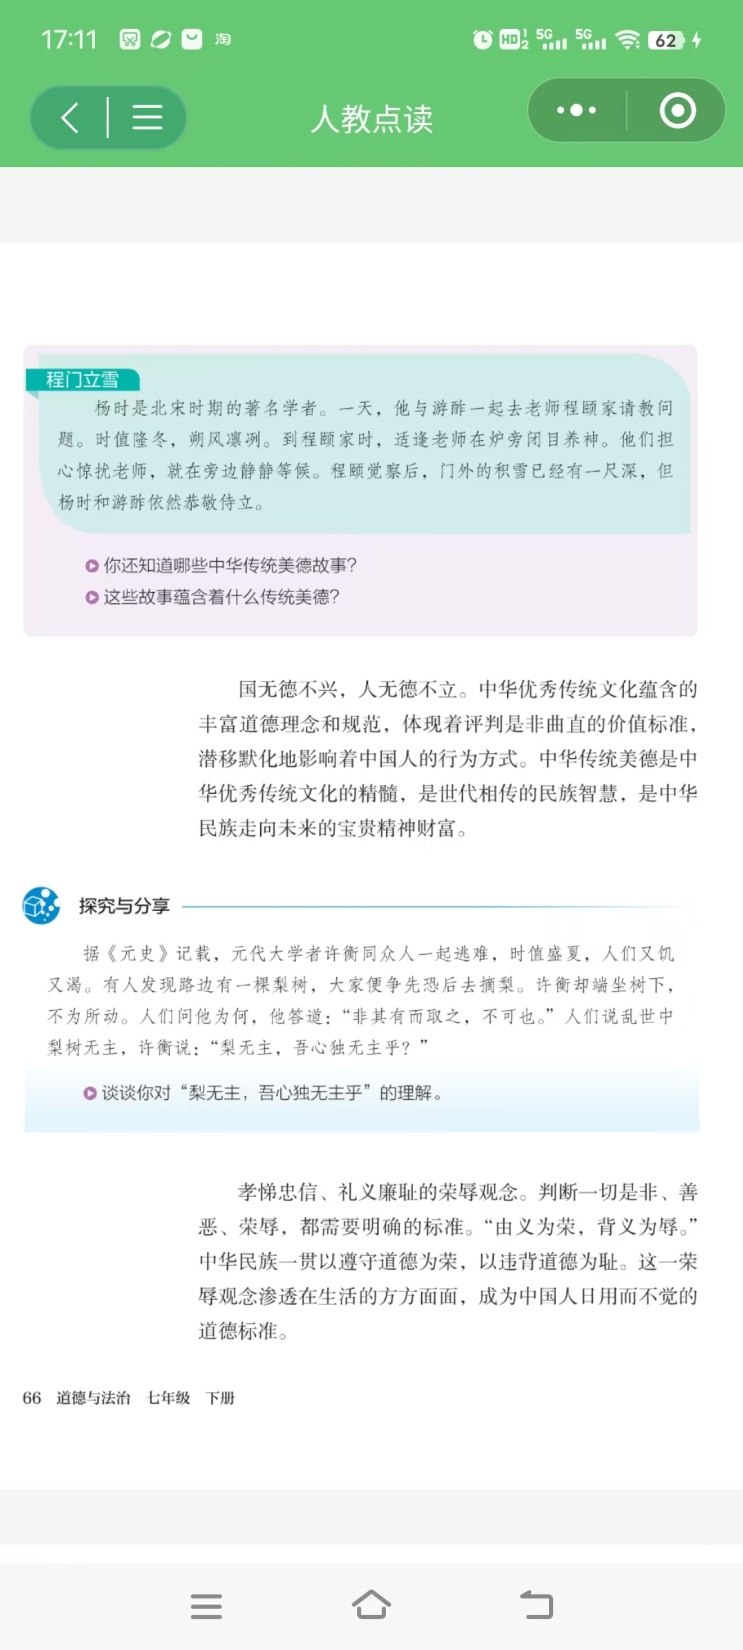 17:11 淘 HD 1 2 5G 5G 62
人教点读
程门立雪
杨时是北宋时期的著名学者。一天，他与游酢一起去老师程颐家请教问
题。时值隆冬，朔风凛冽。到程颐家时，适逢老师在炉旁闭目养神。他们担
心惊扰老师，就在旁边静静等候。程颐觉察后，门外的积雪已经有一尺深，但
杨时和游酢依然恭敬侍立。
你还知道哪些中华传统美德故事？
这些故事蕴含着什么传统美德？
国无德不兴，人无德不立。中华优秀传统文化蕴含的
丰富道德理念和规范，体现着评判是非曲直的价值标准，
潜移默化地影响着中国人的行为方式。中华传统美德是中
华优秀传统文化的精髓，是世代相传的民族智慧，是中华
民族走向未来的宝贵精神财富。
探究与分享
据《元史》记载，元代大学者许衡同众人一起逃难，时值盛夏，人们又饥
又渴。有人发现路边有一棵梨树，大家便争先恐后去摘梨。许衡却端坐树下，
不为所动。人们问他为何，他答道：“非其有而取之，不可也。”人们说乱世中
梨树无主，许衡说：“梨无主，吾心独无主乎？”
谈谈你对“梨无主，吾心独无主乎”的理解。
孝悌忠信、礼义廉耻的荣辱观念。判断一切是非、善
恶、荣辱，都需要明确的标准。“由义为荣，背义为辱。”
中华民族一贯以遵守道德为荣，以违背道德为耻。这一荣
辱观念渗透在生活的方方面面，成为中国人日用而不觉的
道德标准。
66 道德与法治 七年级 下册